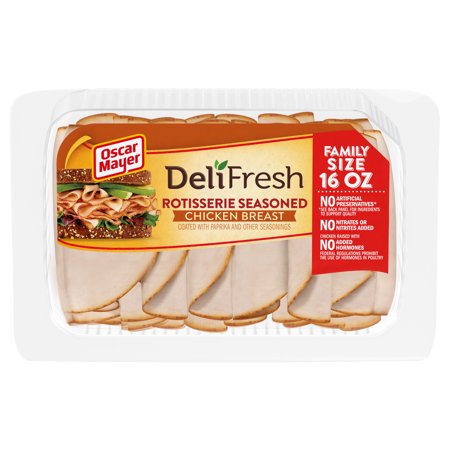 Oscar
Mayer
DeliFresh
ROTISSERIE SEASONED
CHICKEN BREAST
COATED WITH PAPRIKA AND OTHER SEASONINGS
FAMILY
SIZE
16 OZ
NO ARTIFICIAL
PRESERVATIVES*
*SEE BACK PANEL FOR INGREDIENTS
TO SUPPORT QUALITY
NO NITRATES OR
NITRITES ADDED
CHICKEN RAISED WITH
NO ADDED
HORMONES
FEDERAL REGULATIONS PROHIBIT
THE USE OF HORMONES IN POULTRY